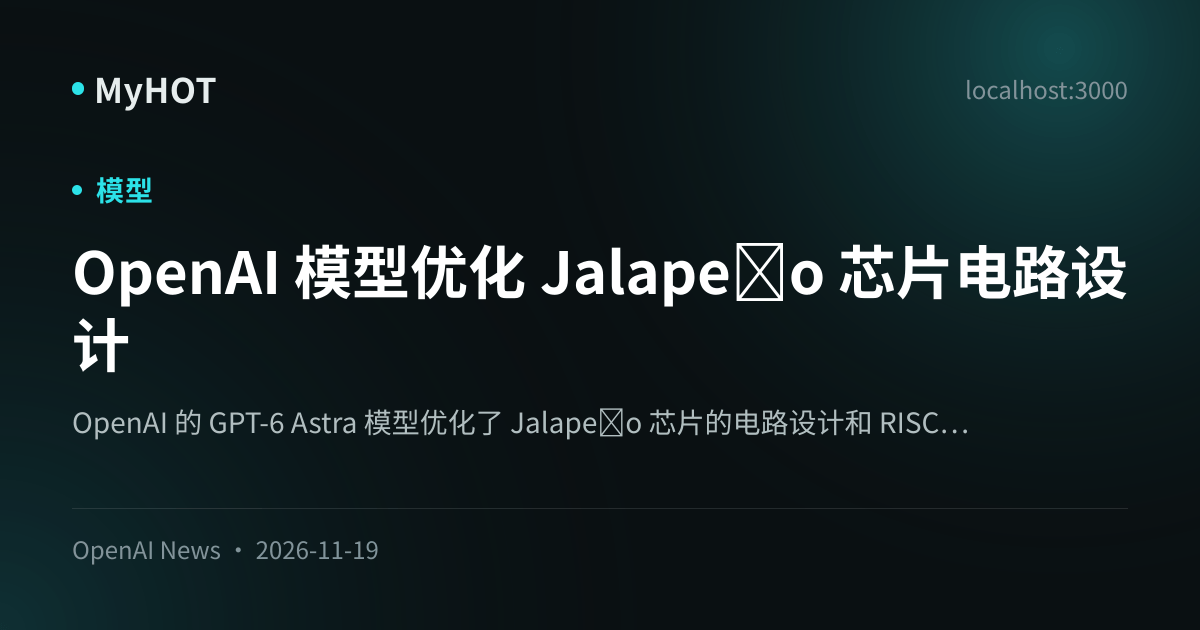 MyHOT
localhost:3000
模型
OpenAI 模型优化 Jalape☒o 芯片电路设
计
OpenAI 的 GPT-6 Astra 模型优化了 Jalape☒o 芯片的电路设计和 RISC…
OpenAI News · 2026-11-19